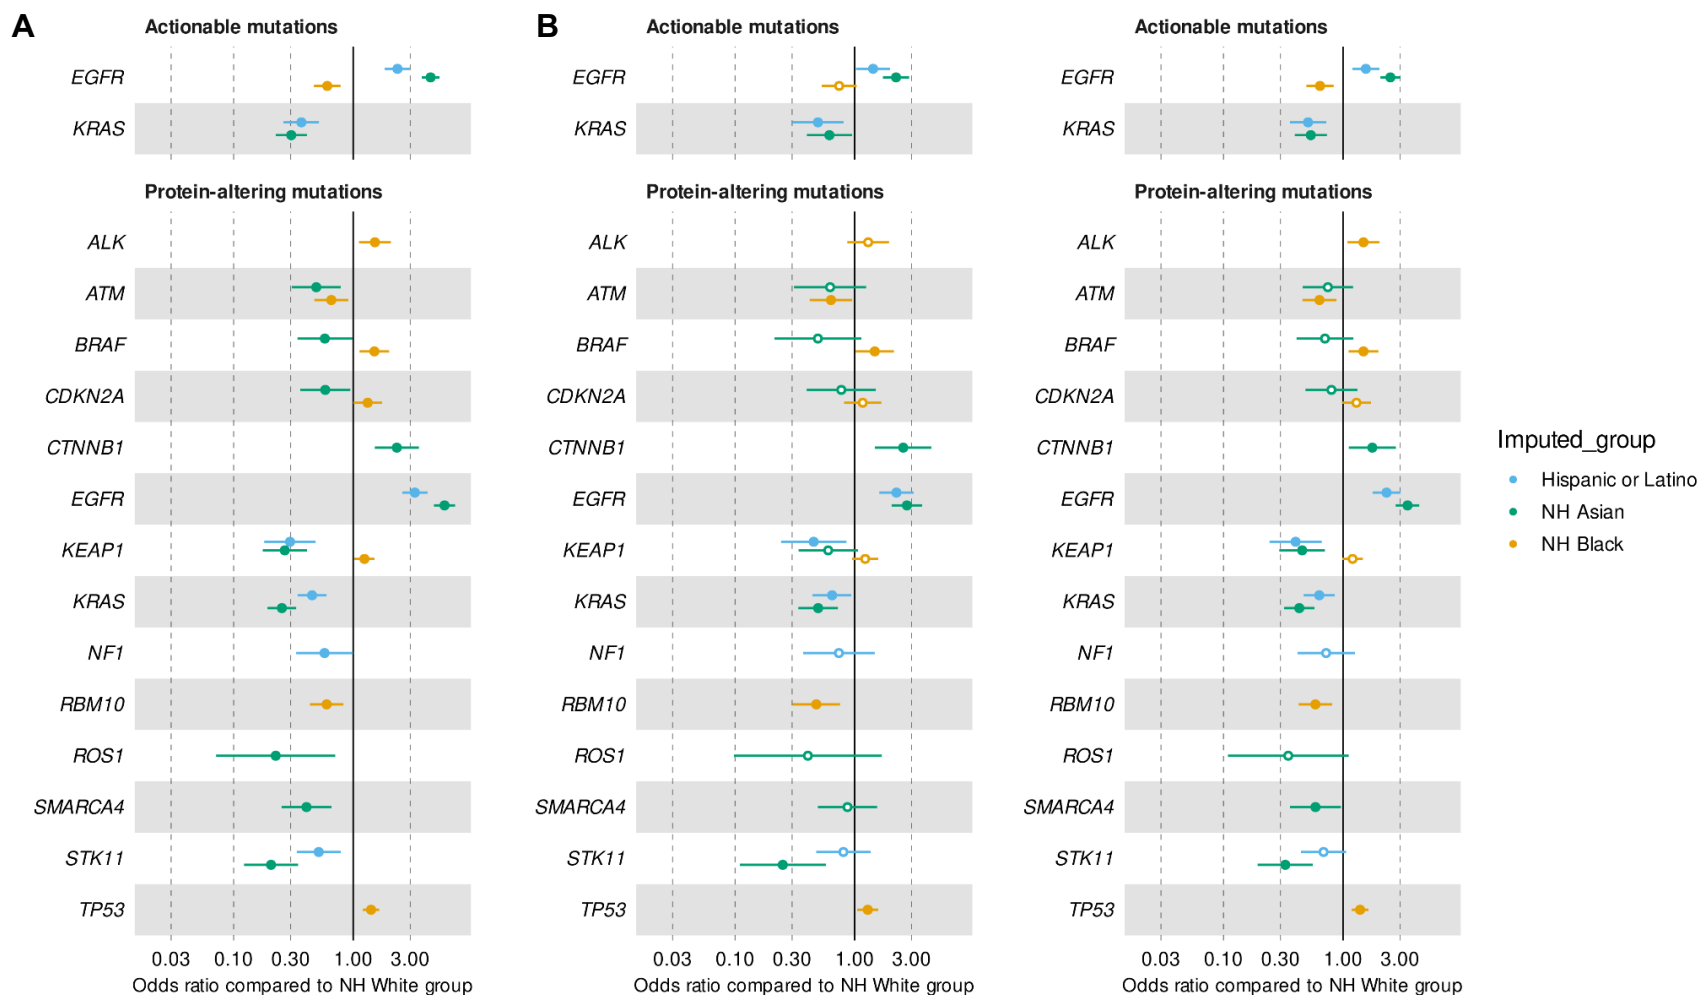 A
Actionable mutations
EGFR
KRAS
Protein-altering mutations
ALK
ATM
BRAF
CDKN2A
CTNNB1
EGFR
KEAP1
KRAS
NF1
RBM10
ROS1
SMARCA4
STK11
TP53
0.03 0.10 0.30 1.00 3.00
Odds ratio compared to NH White group
B
Actionable mutations
EGFR
KRAS
Protein-altering mutations
ALK
ATM
BRAF
CDKN2A
CTNNB1
EGFR
KEAP1
KRAS
NF1
RBM10
ROS1
SMARCA4
STK11
TP53
0.03 0.10 0.30 1.00 3.00
Odds ratio compared to NH White group
Actionable mutations
EGFR
KRAS
Protein-altering mutations
ALK
ATM
BRAF
CDKN2A
CTNNB1
EGFR
KEAP1
KRAS
NF1
RBM10
ROS1
SMARCA4
STK11
TP53
0.03 0.10 0.30 1.00 3.00
Odds ratio compared to NH White group
Imputed_group
Hispanic or Latino
NH Asian
NH Black